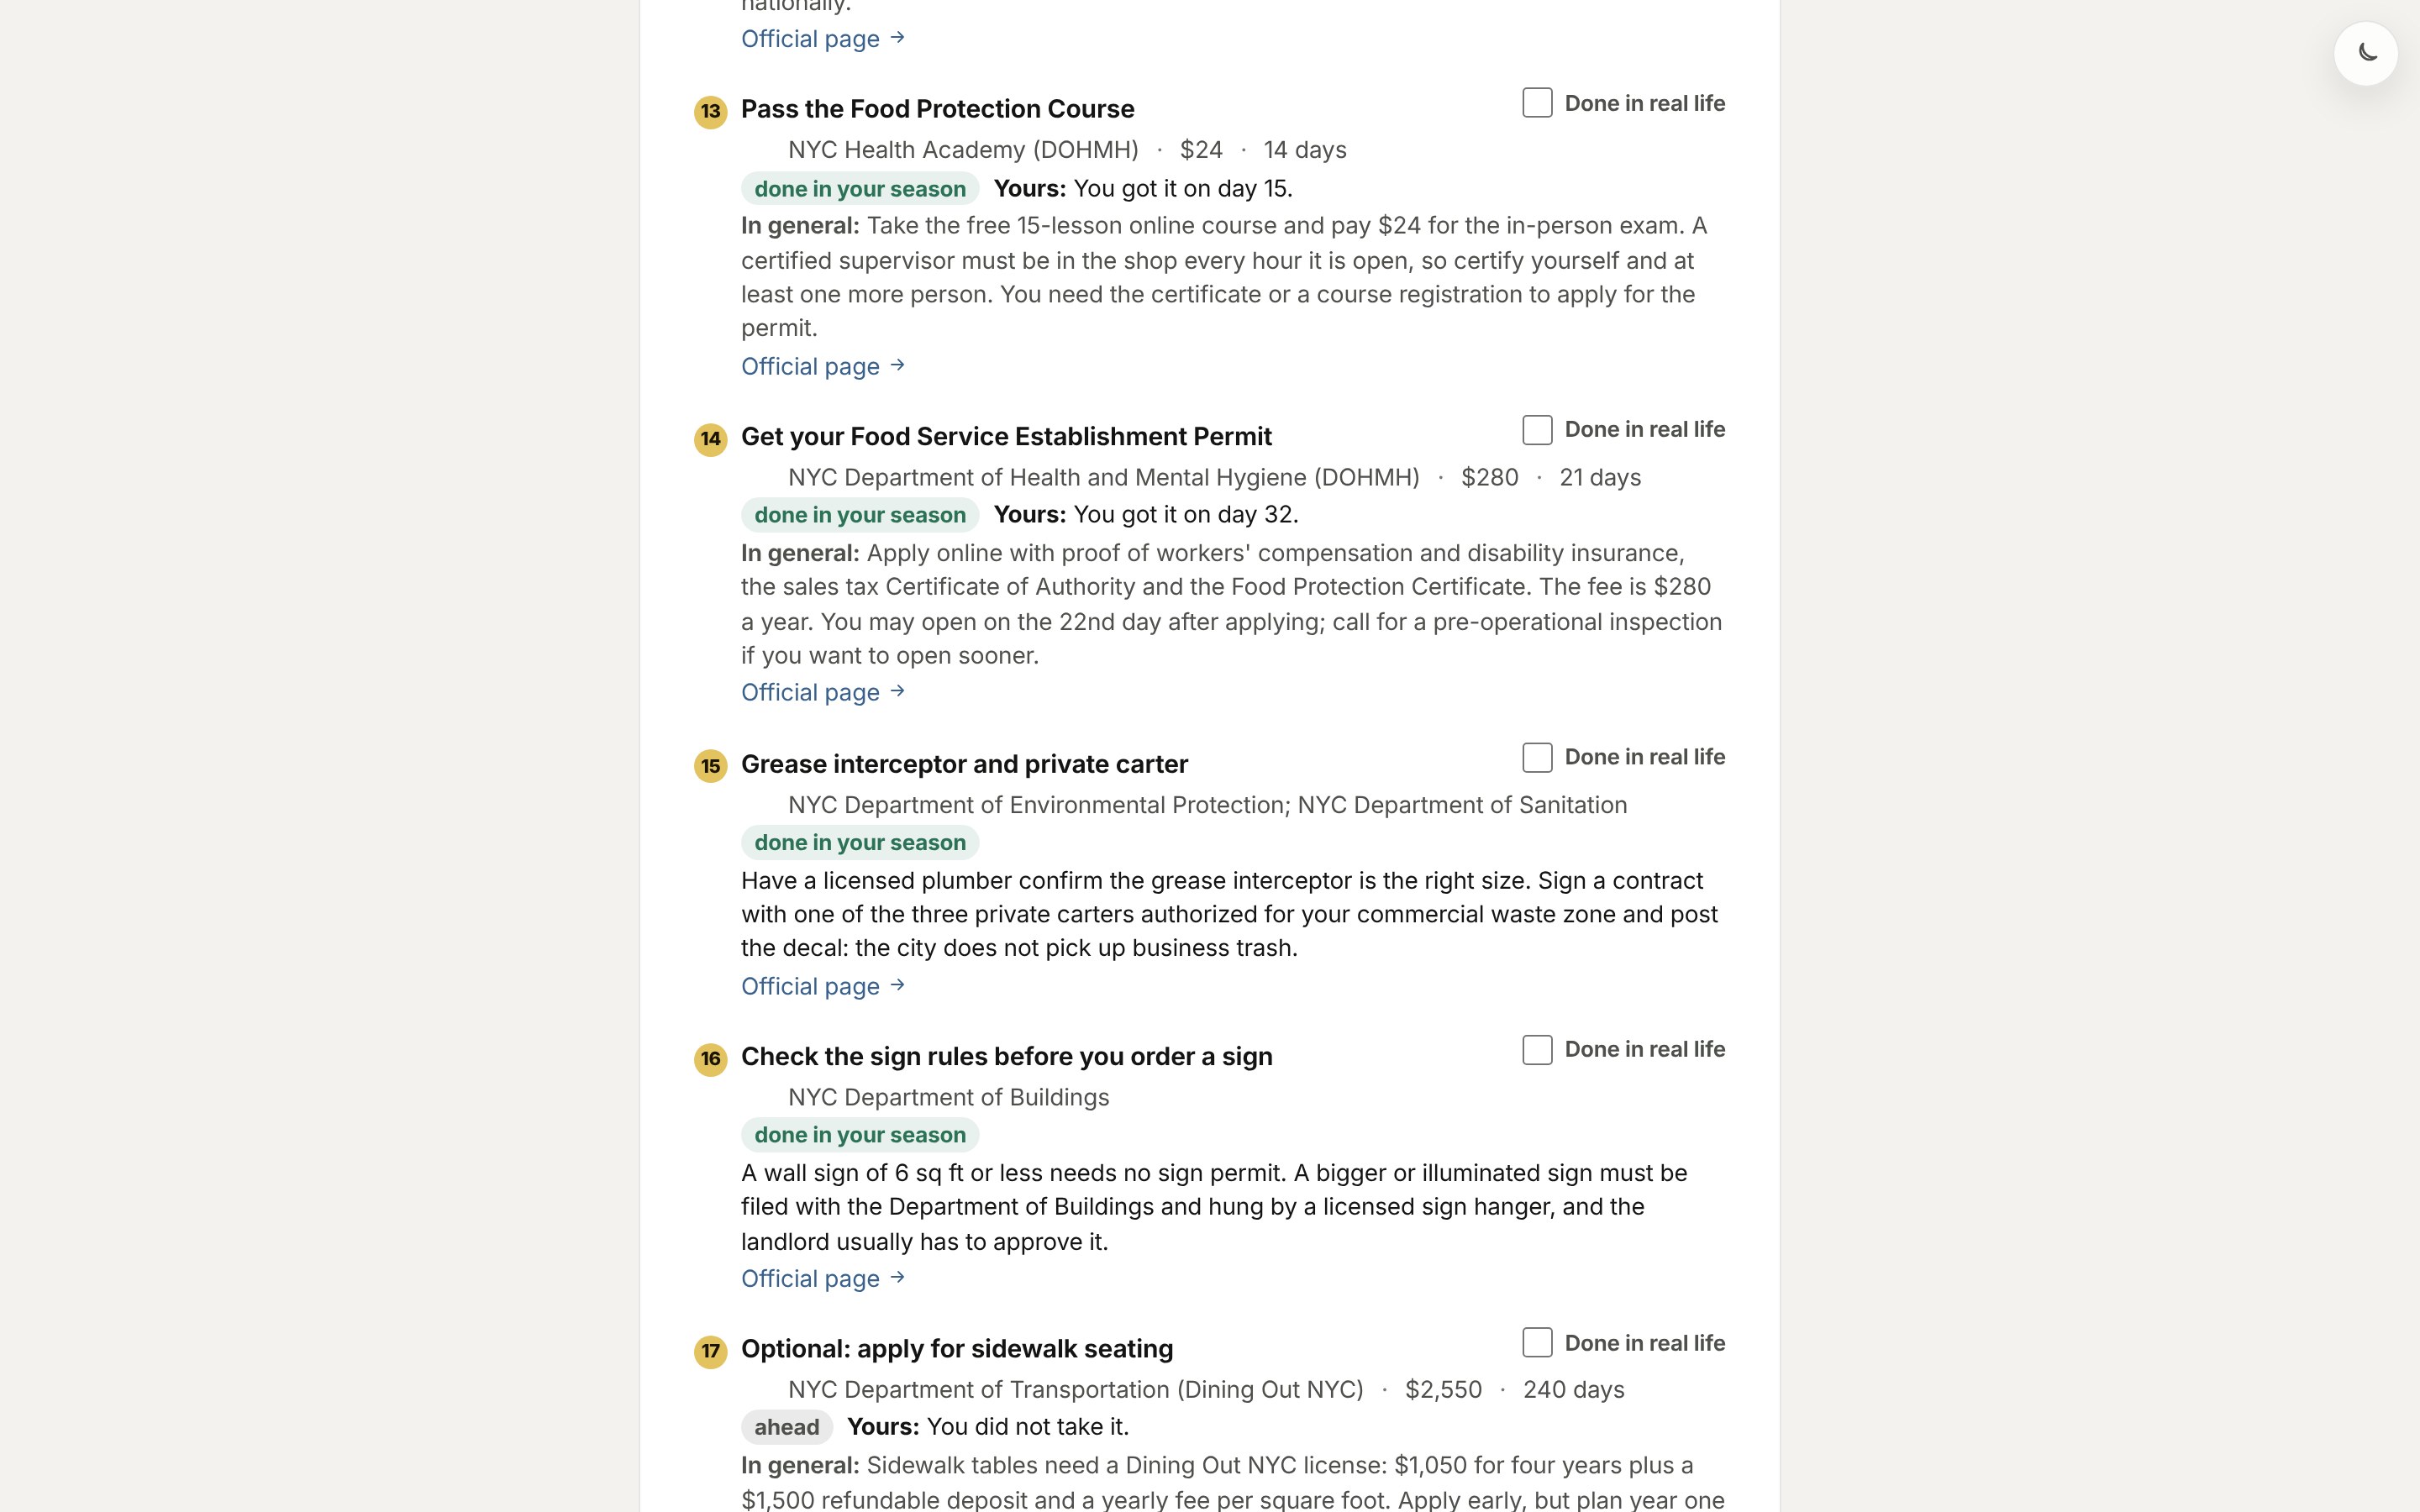 nationally.
Official page →
13 Pass the Food Protection Course
Done in real life
NYC Health Academy (DOHMH) · $24 · 14 days
done in your season Yours: You got it on day 15.
In general: Take the free 15-lesson online course and pay $24 for the in-person exam. A
certified supervisor must be in the shop every hour it is open, so certify yourself and at
least one more person. You need the certificate or a course registration to apply for the
permit.
Official page →
14 Get your Food Service Establishment Permit
Done in real life
NYC Department of Health and Mental Hygiene (DOHMH) · $280 · 21 days
done in your season Yours: You got it on day 32.
In general: Apply online with proof of workers' compensation and disability insurance,
the sales tax Certificate of Authority and the Food Protection Certificate. The fee is $280
a year. You may open on the 22nd day after applying; call for a pre-operational inspection
if you want to open sooner.
Official page →
15 Grease interceptor and private carter
Done in real life
NYC Department of Environmental Protection; NYC Department of Sanitation
done in your season
Have a licensed plumber confirm the grease interceptor is the right size. Sign a contract
with one of the three private carters authorized for your commercial waste zone and post
the decal: the city does not pick up business trash.
Official page →
16 Check the sign rules before you order a sign
Done in real life
NYC Department of Buildings
done in your season
A wall sign of 6 sq ft or less needs no sign permit. A bigger or illuminated sign must be
filed with the Department of Buildings and hung by a licensed sign hanger, and the
landlord usually has to approve it.
Official page →
17 Optional: apply for sidewalk seating
Done in real life
NYC Department of Transportation (Dining Out NYC) · $2,550 · 240 days
ahead Yours: You did not take it.
In general: Sidewalk tables need a Dining Out NYC license: $1,050 for four years plus a
$1,500 refundable deposit and a yearly fee per square foot. Apply early, but plan year one